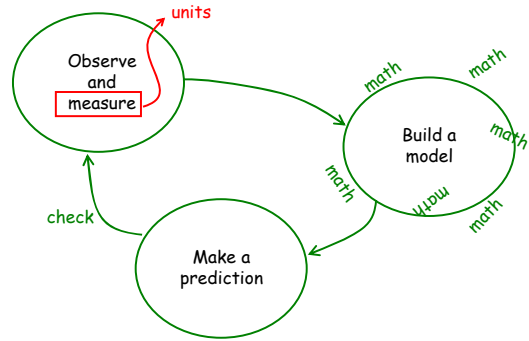 units
Observe
and
measure
math
math
math
Build a
model
math
math
math
check
Make a
prediction